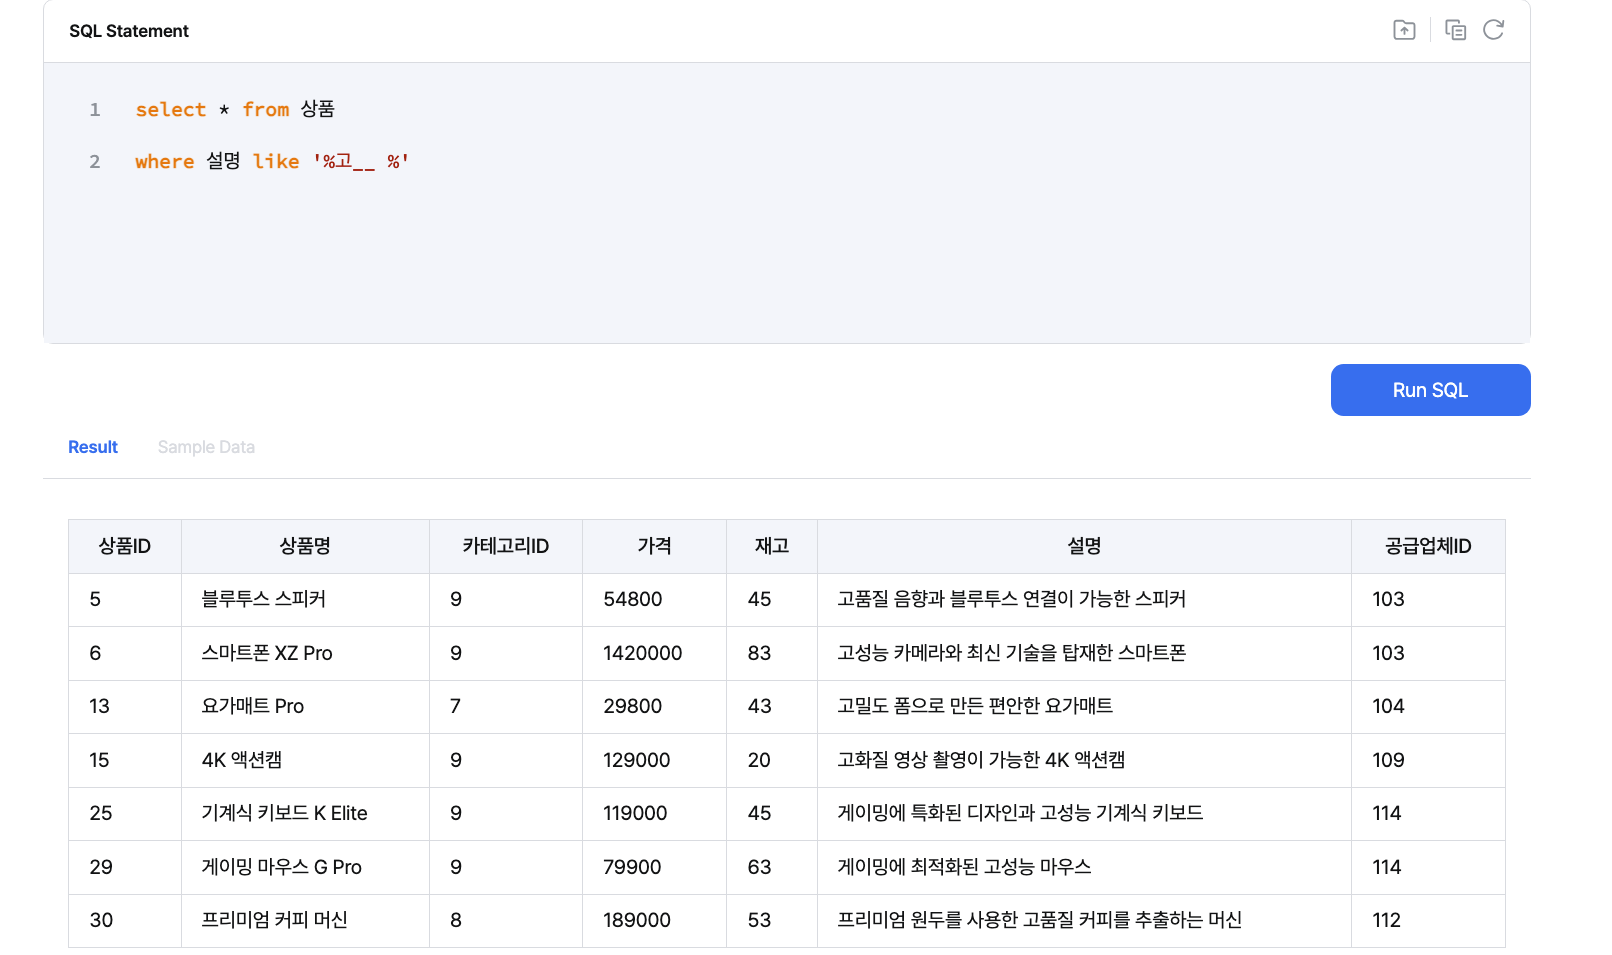 SQL Statement
1 select * from 상품
2 where 설명 like '%고__ %'
Run SQL
Result Sample Data
상품ID 상품명 카테고리ID 가격 재고 설명 공급업체ID
5 블루투스 스피커 9 54800 45 고품질 음향과 블루투스 연결이 가능한 스피커 103
6 스마트폰 XZ Pro 9 1420000 83 고성능 카메라와 최신 기술을 탑재한 스마트폰 103
13 요가매트 Pro 7 29800 43 고밀도 폼으로 만든 편안한 요가매트 104
15 4K 액션캠 9 129000 20 고화질 영상 촬영이 가능한 4K 액션캠 109
25 기계식 키보드 K Elite 9 119000 45 게이밍에 특화된 디자인과 고성능 기계식 키보드 114
29 게이밍 마우스 G Pro 9 79900 63 게이밍에 최적화된 고성능 마우스 114
30 프리미엄 커피 머신 8 189000 53 프리미엄 원두를 사용한 고품질 커피를 추출하는 머신 112